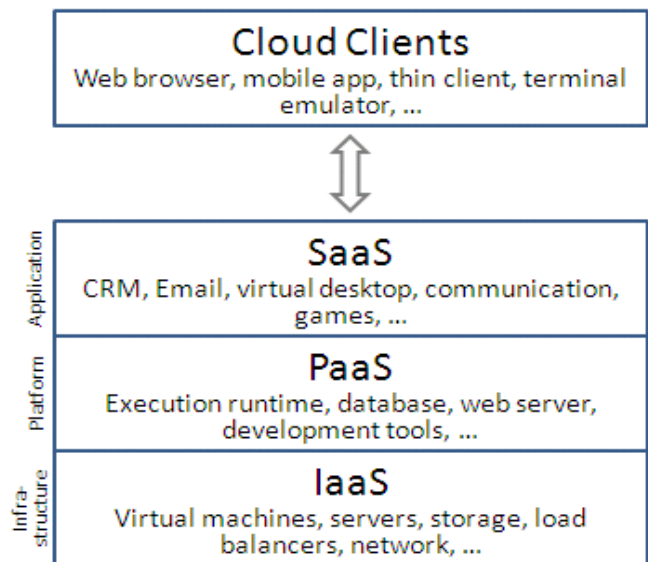 Cloud Clients
Web browser, mobile app, thin client, terminal
emulator, ...
Application
SaaS
CRM, Email, virtual desktop, communication,
games, ...
Platform
PaaS
Execution runtime, database, web server,
development tools, ...
Infra-
structure
IaaS
Virtual machines, servers, storage, load
balancers, network, ...